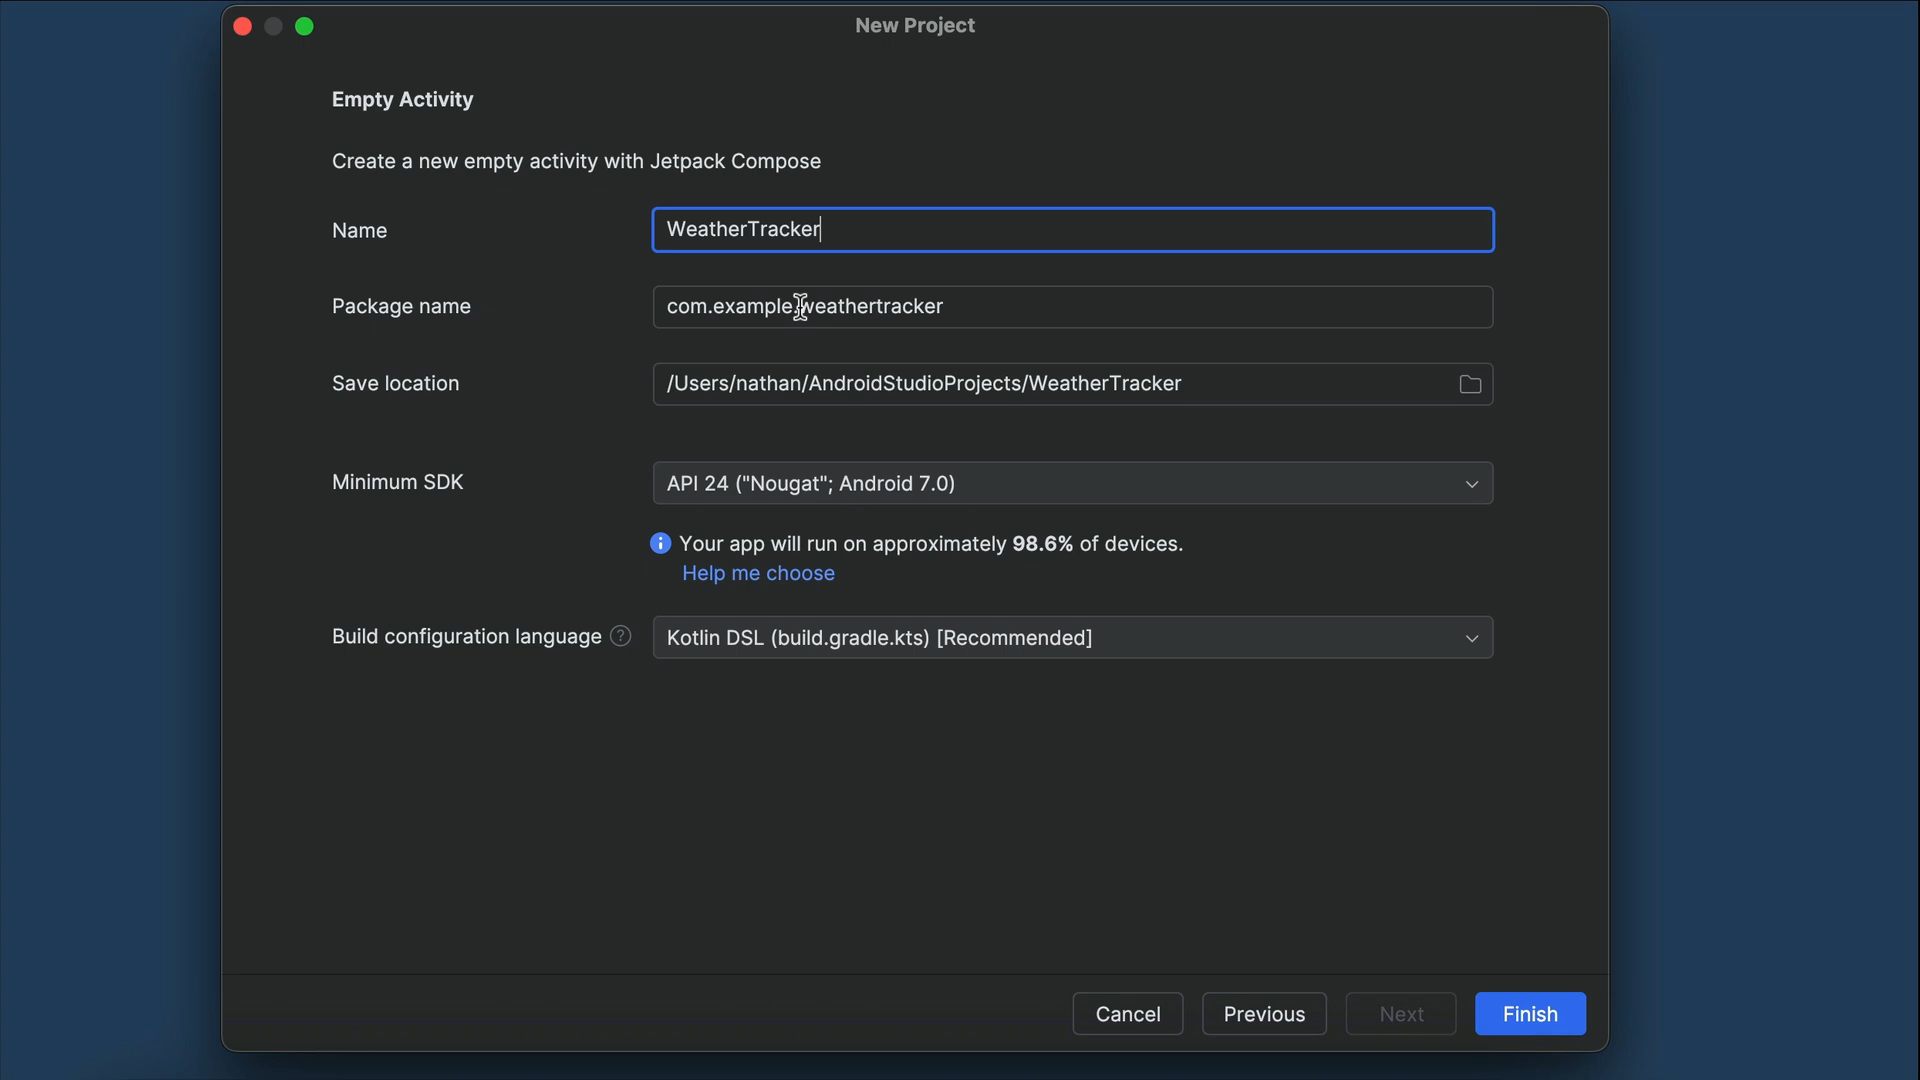 New Project
Empty Activity
Create a new empty activity with Jetpack Compose
Name
WeatherTracker
Package name
com.example.weathertracker
Save location
/Users/nathan/AndroidStudioProjects/WeatherTracker
Minimum SDK
API 24 ("Nougat"; Android 7.0)
Your app will run on approximately 98.6% of devices.
Help me choose
Build configuration language ?
Kotlin DSL (build.gradle.kts) [Recommended]
Cancel Previous Next Finish